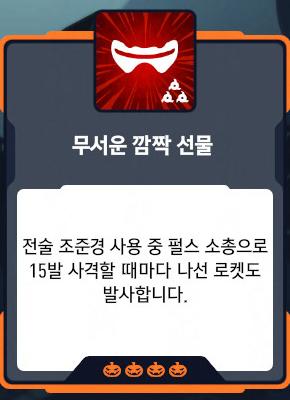 무서운 깜짝 선물
전술 조준경 사용 중 펄스 소총으로
15발 사격할 때마다 나선 로켓도
발사합니다.